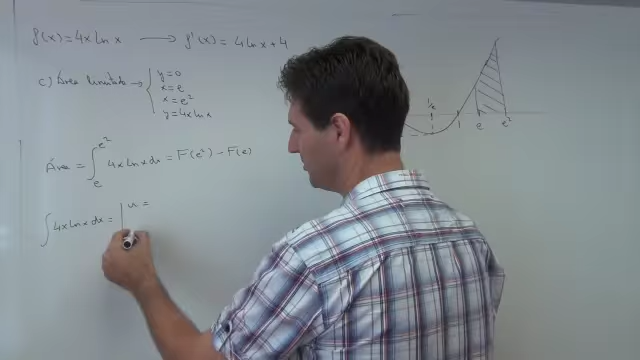 f(x) = 4x ln x ⟶ f'(x) = 4 ln x + 4
c) Área limitada → { y = 0
x = e
x = e²
y = 4x ln x
Área = ∫ₑ^(e²) 4x ln x dx = F(e²) - F(e)
∫ 4x ln x dx = | u =
1/e 1 e e²